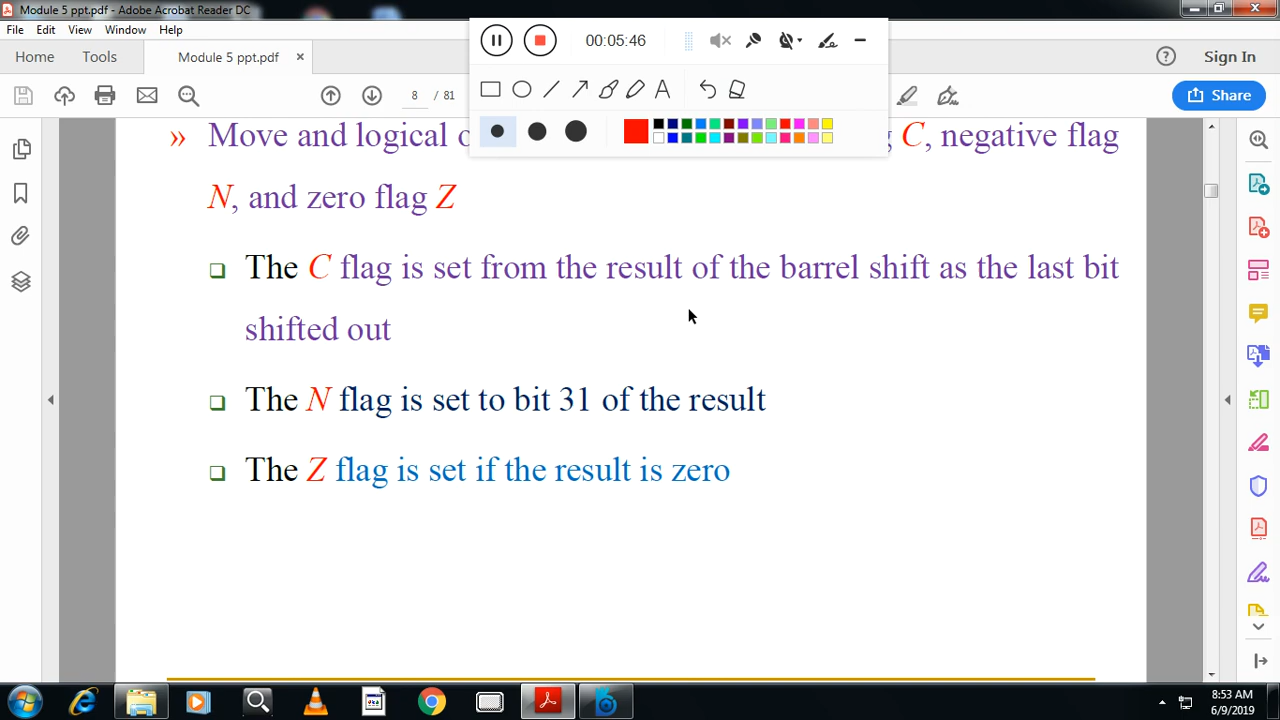 Module 5 ppt.pdf - Adobe Acrobat Reader DC
File Edit View Window Help
00:05:46
Home Tools Module 5 ppt.pdf × Sign In
8 / 81 Share
» Move and logical C, negative flag
N, and zero flag Z
❑ The C flag is set from the result of the barrel shift as the last bit
shifted out
❑ The N flag is set to bit 31 of the result
❑ The Z flag is set if the result is zero
8:53 AM
6/9/2019